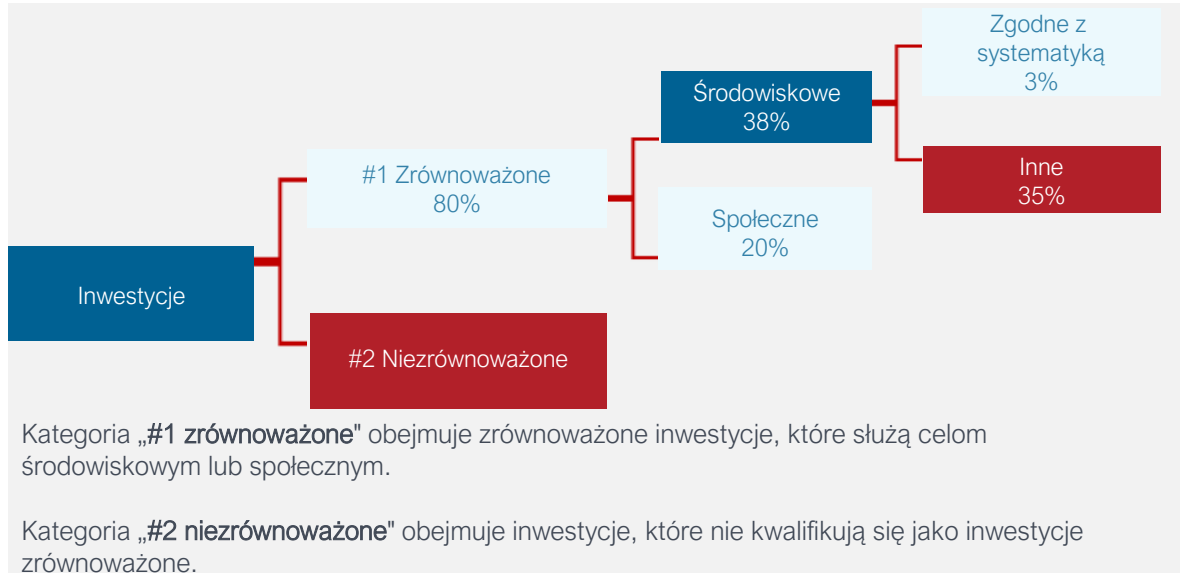 Zgodne z
systematyką
3%
Środowiskowe
38%
Inne
35%
#1 Zrównoważone
80%
Społeczne
20%
Inwestycje
#2 Niezrównoważone
Kategoria „#1 zrównoważone" obejmuje zrównoważone inwestycje, które służą celom
środowiskowym lub społecznym.
Kategoria „#2 niezrównoważone" obejmuje inwestycje, które nie kwalifikują się jako inwestycje
zrównoważone.